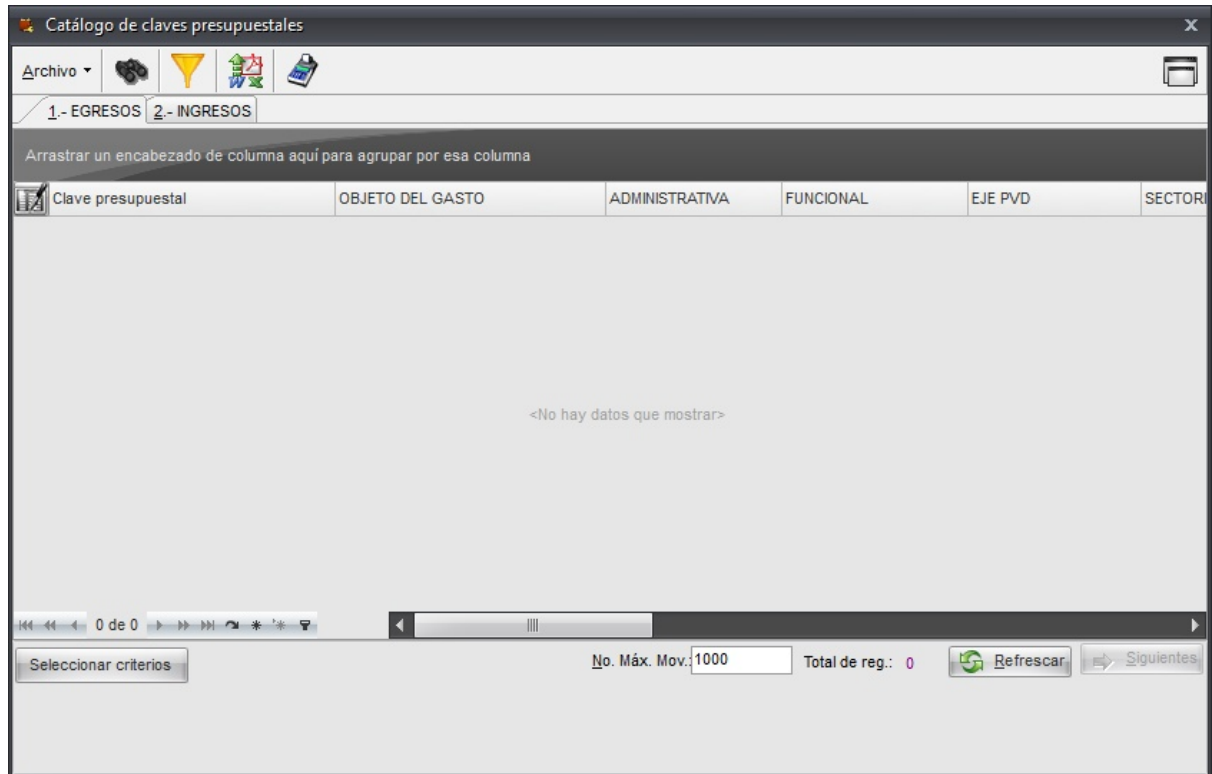 Catálogo de claves presupuestales x
Archivo
1.- EGRESOS 2.- INGRESOS
Arrastrar un encabezado de columna aquí para agrupar por esa columna
Clave presupuestal OBJETO DEL GASTO ADMINISTRATIVA FUNCIONAL EJE PVD SECTORI
<No hay datos que mostrar>
0 de 0
Seleccionar criterios No. Máx. Mov.: 1000 Total de reg.: 0 Refrescar Siguientes